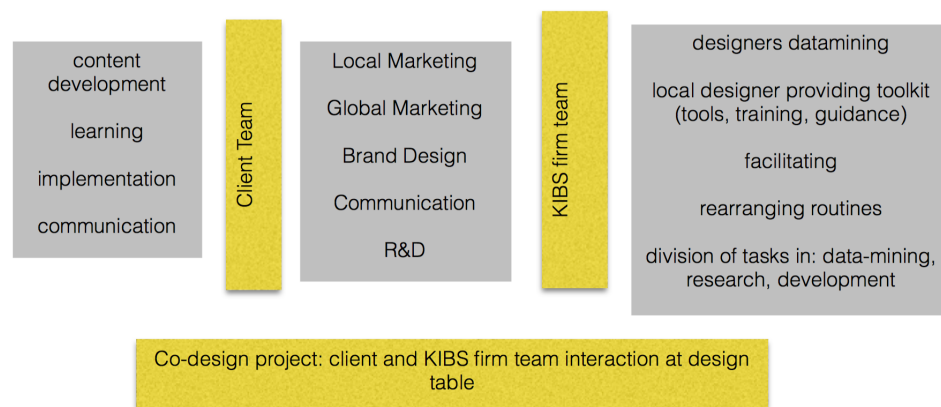 content
development
learning
implementation
communication
Client Team
Local Marketing
Global Marketing
Brand Design
Communication
R&D
KIBS firm team
designers datamining
local designer providing toolkit
(tools, training, guidance)
facilitating
rearranging routines
division of tasks in: data-mining,
research, development
Co-design project: client and KIBS firm team interaction at design
table